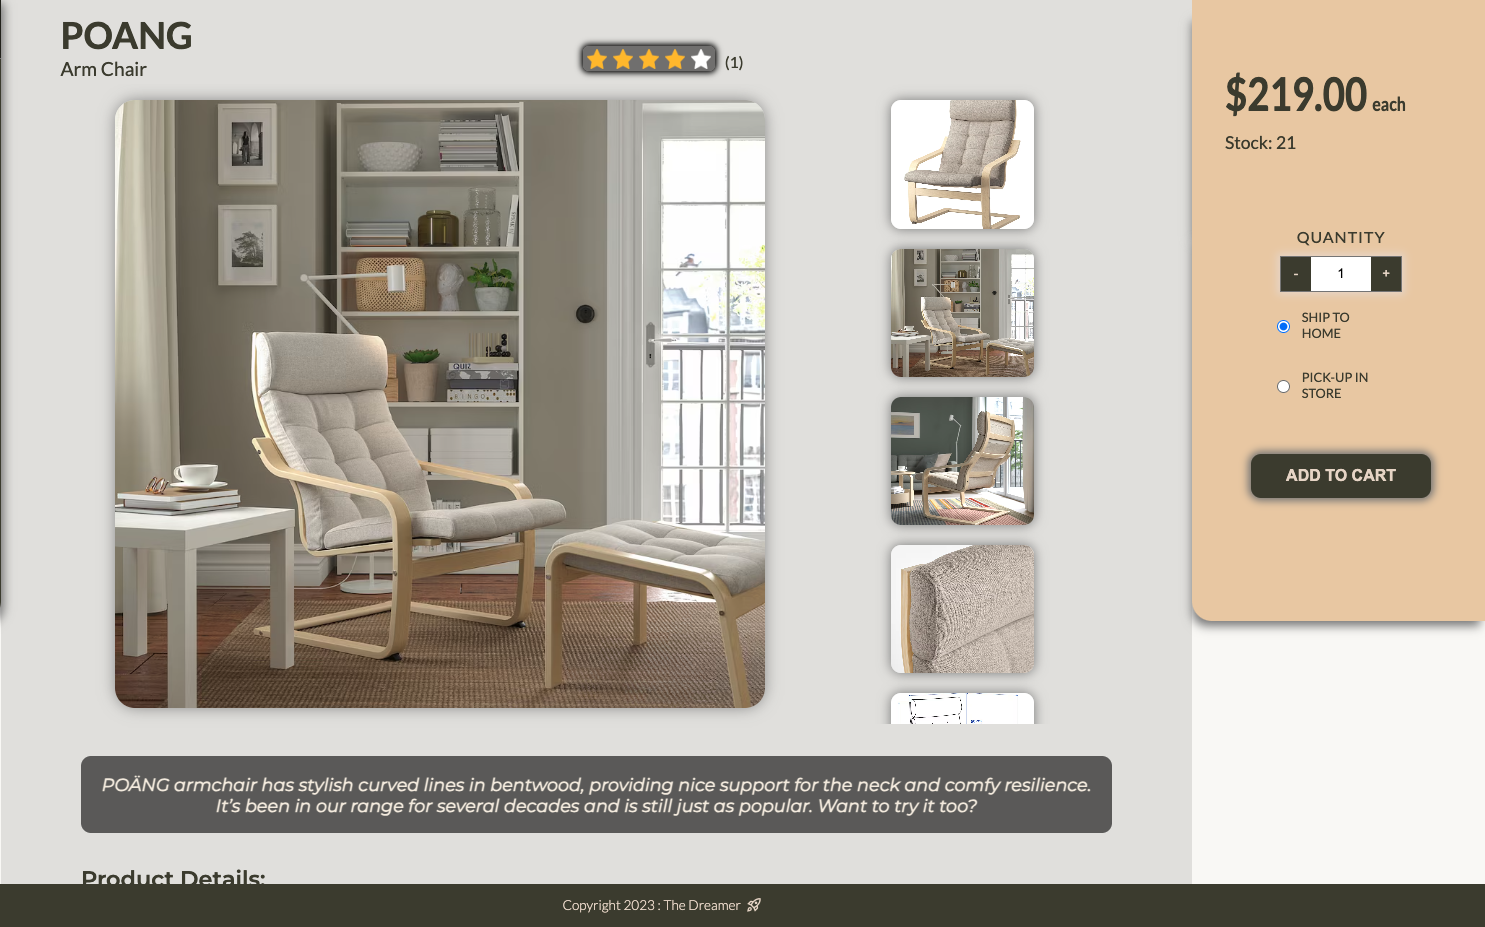 POANG
Arm Chair
(1)
$219.00 each
Stock: 21
QUANTITY
- 1 +
SHIP TO
HOME
PICK-UP IN
STORE
ADD TO CART
QUIZ
BINGO
POÄNG armchair has stylish curved lines in bentwood, providing nice support for the neck and comfy resilience.
It’s been in our range for several decades and is still just as popular. Want to try it too?
Product Details:
Copyright 2023 : The Dreamer